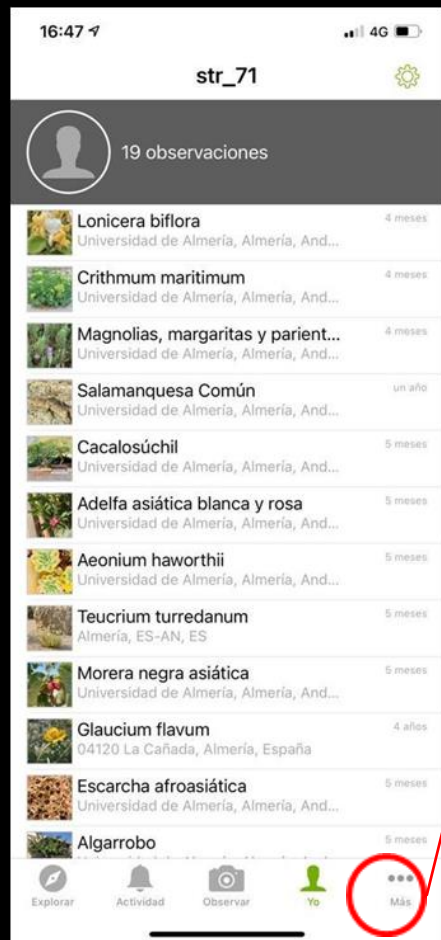 16:47
4G
str_71
19 observaciones
Lonicera biflora
4 meses
Universidad de Almería, Almería, And...
Crithmum maritimum
4 meses
Universidad de Almería, Almería, And...
Magnolias, margaritas y parient...
4 meses
Universidad de Almería, Almería, And...
Salamanquesa Común
un año
Universidad de Almería, Almería, And...
Cacalosúchil
5 meses
Universidad de Almería, Almería, And...
Adelfa asiática blanca y rosa
5 meses
Universidad de Almería, Almería, And...
Aeonium haworthii
5 meses
Universidad de Almería, Almería, And...
Teucrium turredanum
5 meses
Almería, ES-AN, ES
Morera negra asiática
5 meses
Universidad de Almería, Almería, And...
Glaucium flavum
4 años
04120 La Cañada, Almería, España
Escarcha afroasiática
5 meses
Universidad de Almería, Almería, And...
Algarrobo
5 meses
Explorar
Actividad
Observar
Yo
Más